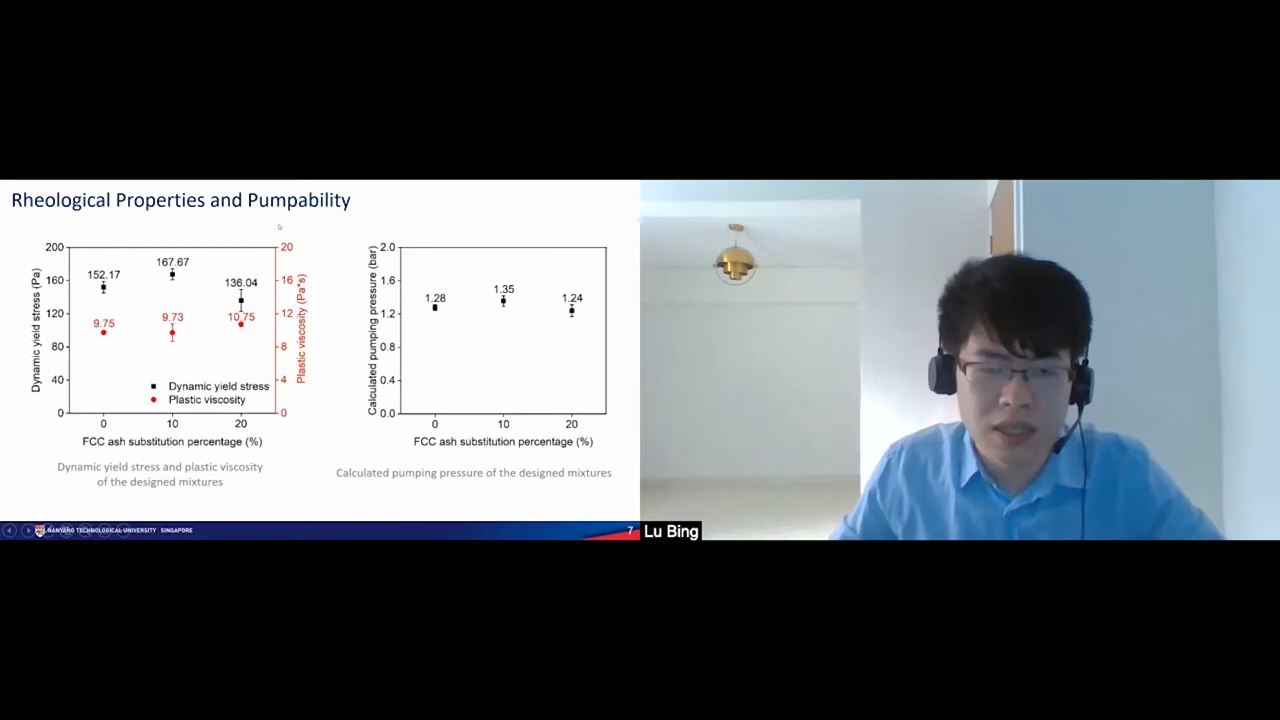 Rheological Properties and Pumpability
200
160
120
80
40
0
Dynamic yield stress (Pa)
152.17
167.67
136.04
9.75
9.73
10.75
Dynamic yield stress
Plastic viscosity
20
16
12
8
4
0
Plastic viscosity (Pa*s)
0 10 20
FCC ash substitution percentage (%)
Dynamic yield stress and plastic viscosity
of the designed mixtures
2.0
1.6
1.2
0.8
0.4
0.0
Calculated pumping pressure (bar)
1.28
1.35
1.24
0 10 20
FCC ash substitution percentage (%)
Calculated pumping pressure of the designed mixtures
NANYANG TECHNOLOGICAL UNIVERSITY SINGAPORE
7
Lu Bing